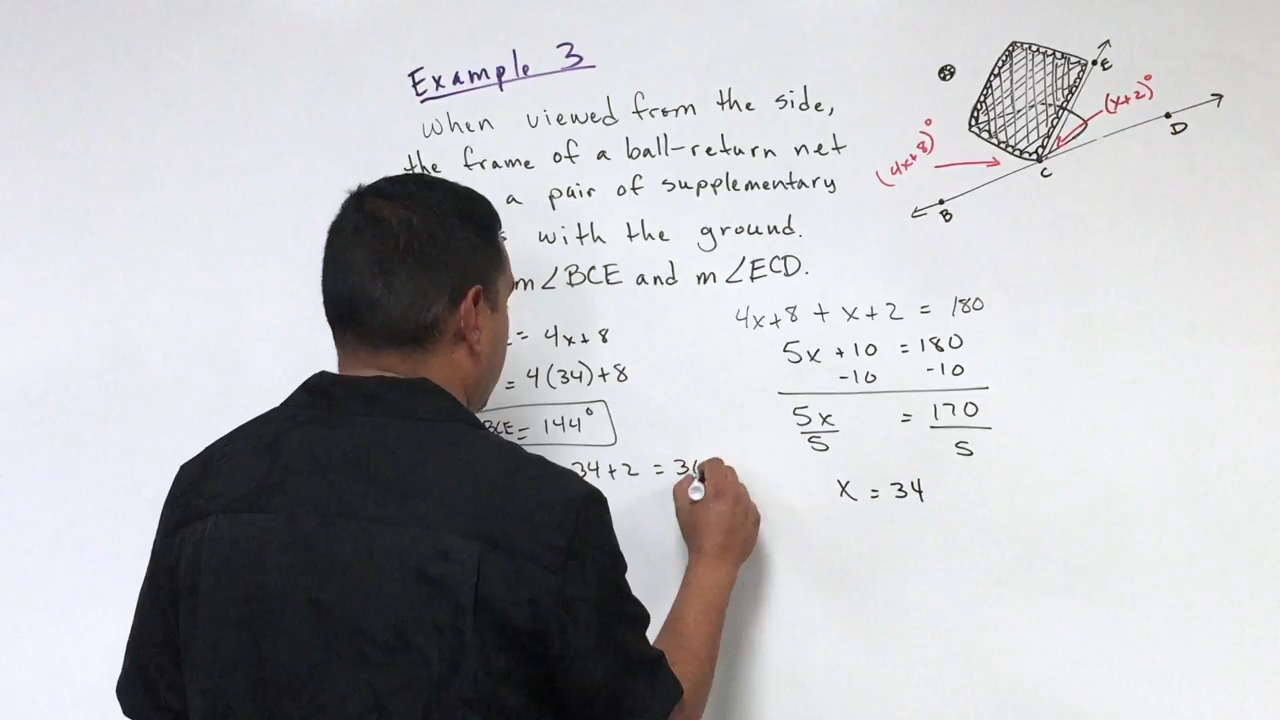 Example 3
When viewed from the side,
the frame of a ball-return net
a pair of supplementary
with the ground.
m∠BCE and m∠ECD.
= 4x+8
= 4(34)+8
BCE = 144°
34+2 = 3
4x+8 + x+2 = 180
5x +10 = 180
-10 -10
5x = 170
5 5
x = 34
E
(x+2)°
D
(4x+8)°
C
B